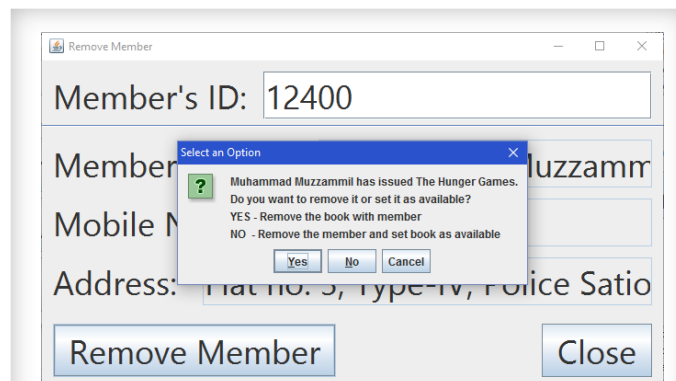 Remove Member
Member's ID: 12400
Select an Option
Member
uzzamm
?
Muhammad Muzzammil has issued The Hunger Games.
Do you want to remove it or set it as available?
YES - Remove the book with member
NO - Remove the member and set book as available
Mobile
Yes No Cancel
Address: Flat no. 5, Type-IV, Police Satio
Remove Member Close